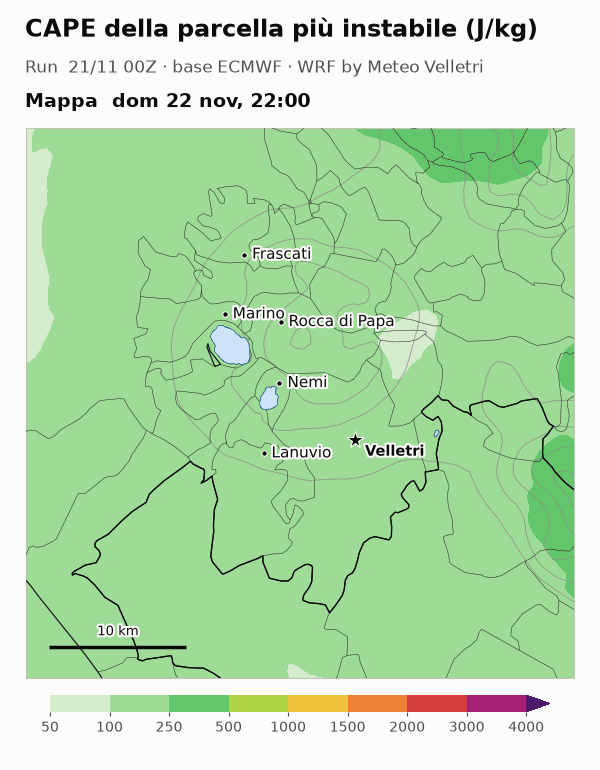 CAPE della parcella più instabile (J/kg)
Run  21/11 00Z · base ECMWF · WRF by Meteo Velletri
Mappa  dom 22 nov, 22:00
Frascati
Marino
Rocca di Papa
Nemi
Velletri
Lanuvio
10 km
50 100 250 500 1000 1500 2000 3000 4000